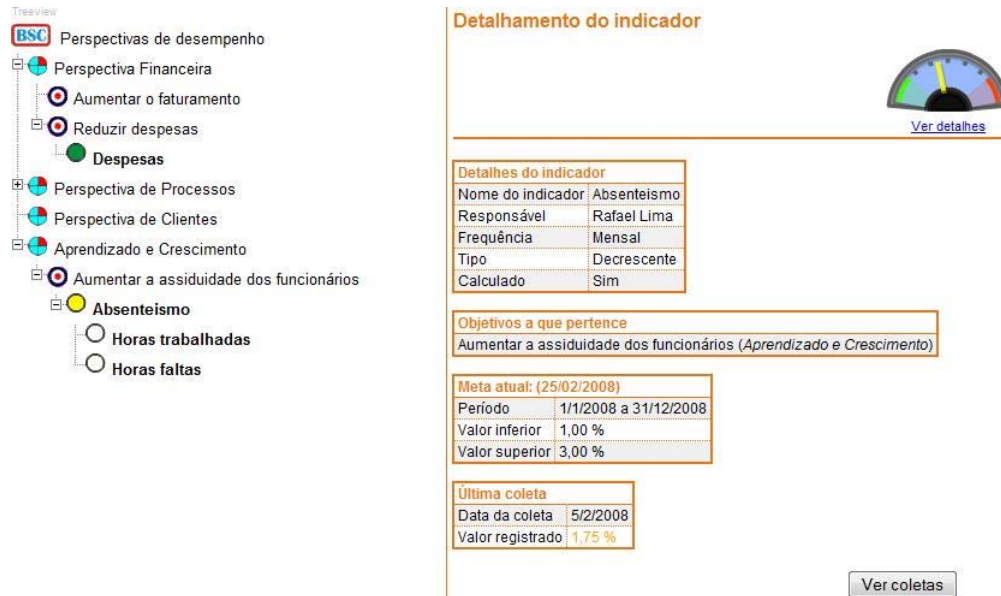 Treeview
BSC Perspectivas de desempenho
Perspectiva Financeira
Aumentar o faturamento
Reduzir despesas
Despesas
Perspectiva de Processos
Perspectiva de Clientes
Aprendizado e Crescimento
Aumentar a assiduidade dos funcionários
Absenteismo
Horas trabalhadas
Horas faltas
Detalhamento do indicador
Ver detalhes
Detalhes do indicador
Nome do indicador Absenteismo
Responsável Rafael Lima
Frequência Mensal
Tipo Decrescente
Calculado Sim
Objetivos a que pertence
Aumentar a assiduidade dos funcionários (Aprendizado e Crescimento)
Meta atual: (25/02/2008)
Período 1/1/2008 a 31/12/2008
Valor inferior 1,00 %
Valor superior 3,00 %
Última coleta
Data da coleta 5/2/2008
Valor registrado 1,75 %
Ver coletas